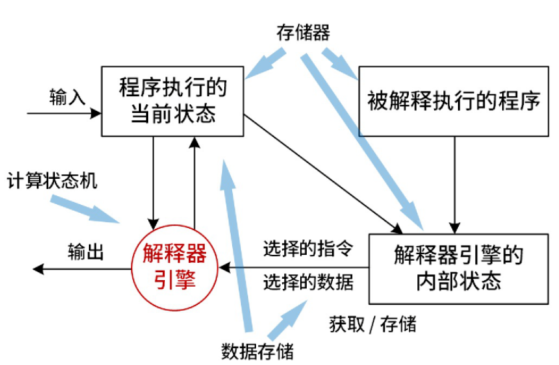 存储器
输入
程序执行的
当前状态
被解释执行的程序
计算状态机
输出
解释器
引擎
选择的指令
选择的数据
解释器引擎的
内部状态
获取 / 存储
数据存储